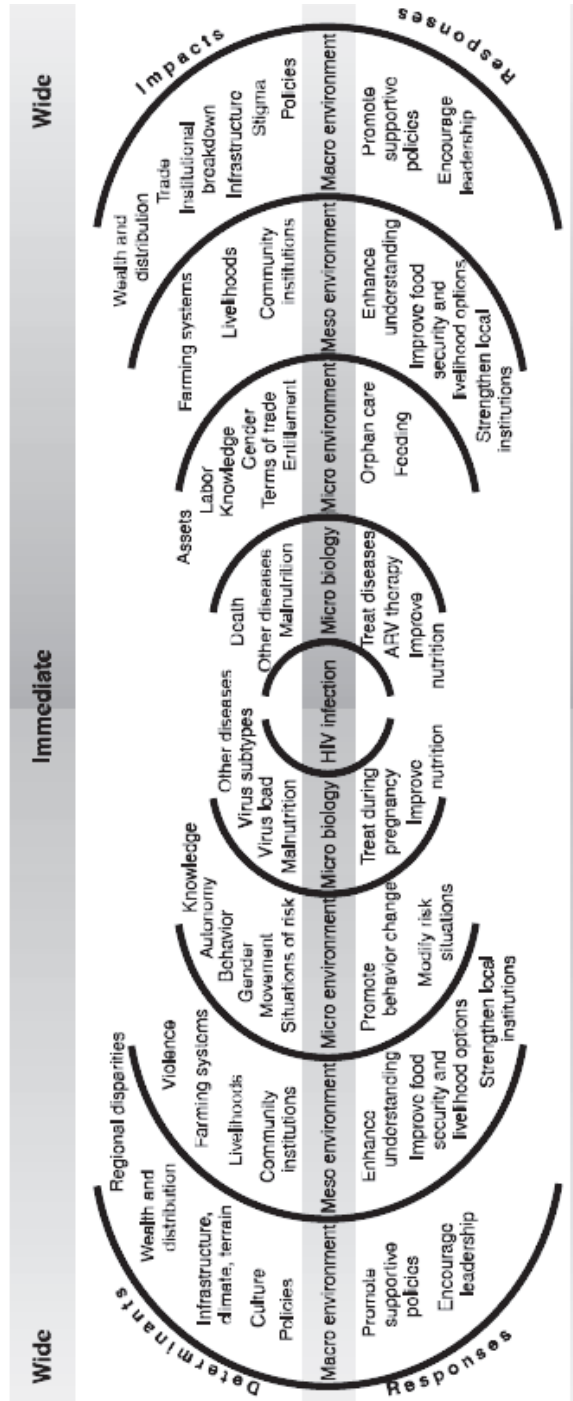 Wide
Immediate
Wide
Determinants
Regional disparities
Wealth and
distribution
Infrastructure,
climate, terrain
Culture
Policies
Macro environment
Promote
supportive
policies
Encourage
leadership
Responses
Violence
Farming systems
Livelihoods
Community
institutions
Meso environment
Enhance
understanding
Improve food
security and
livelihood options
Strengthen local
institutions
Knowledge
Autonomy
Behavior
Gender
Movement
Situations of risk
Micro environment
Promote
behavior change
Modify risk
situations
Other diseases
Virus subtypes
Virus load
Malnutrition
Micro biology
Treat during
pregnancy
Improve
nutrition
HIV infection
Death
Other diseases
Malnutrition
Micro biology
Treat diseases
ARV therapy
Improve
nutrition
Assets
Labor
Knowledge
Gender
Terms of trade
Entitlement
Micro environment
Orphan care
Feeding
Farming systems
Livelihoods
Community
institutions
Meso environment
Enhance
understanding
Improve food
security and
livelihood options
Strengthen local
institutions
Impacts
Wealth and
distribution
Trade
Institutional
breakdown
Infrastructure
Stigma
Policies
Macro environment
Promote
supportive
policies
Encourage
leadership
Responses